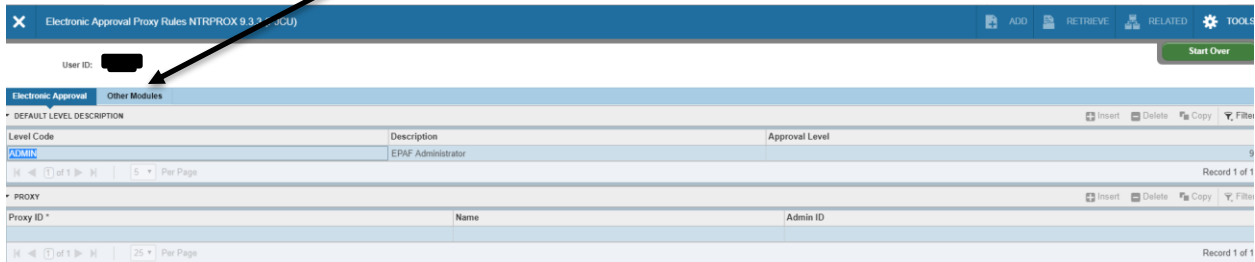 Electronic Approval Proxy Rules NTRPROX 9.3.3 JCU) ADD RETRIEVE RELATED TOOLS
Start Over
User ID:
Electronic Approval Other Modules
DEFAULT LEVEL DESCRIPTION Insert Delete Copy Filter
Level Code Description Approval Level
ADMIN EPAF Administrator 9
1 of 1 5 Per Page Record 1 of 1
PROXY Insert Delete Copy Filter
Proxy ID * Name Admin ID
1 of 1 25 Per Page Record 1 of 1